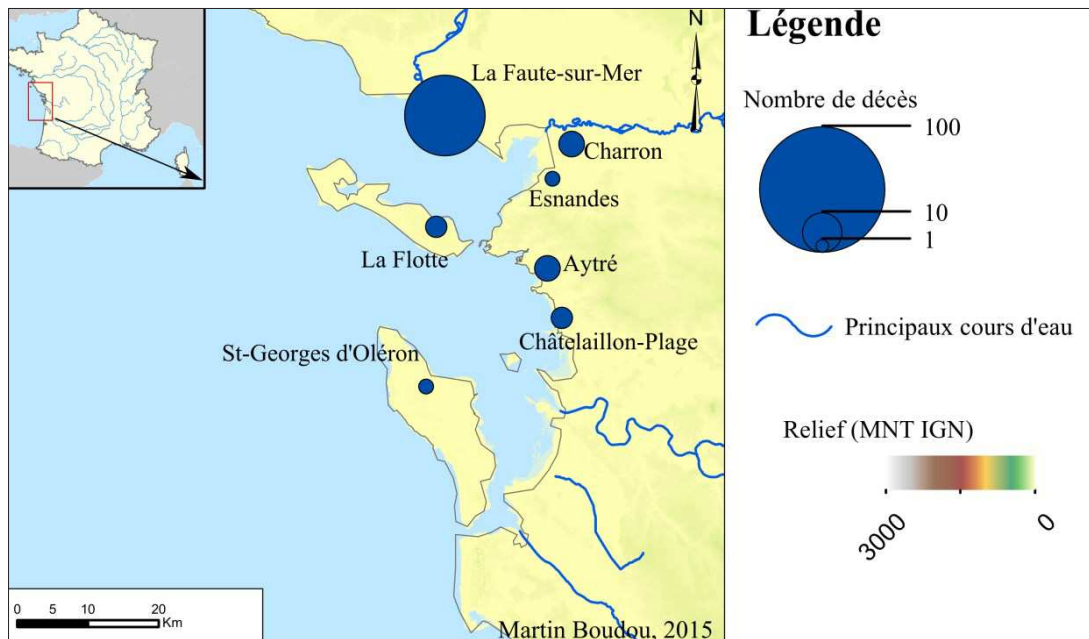 N
La Faute-sur-Mer
Charron
Esnandes
La Flotte
Aytré
Châtelaillon-Plage
St-Georges d'Oléron
0 5 10 20
Km
Martin Boudou, 2015
Légende
Nombre de décès
100
10
1
Principaux cours d'eau
Relief (MNT IGN)
3000
0